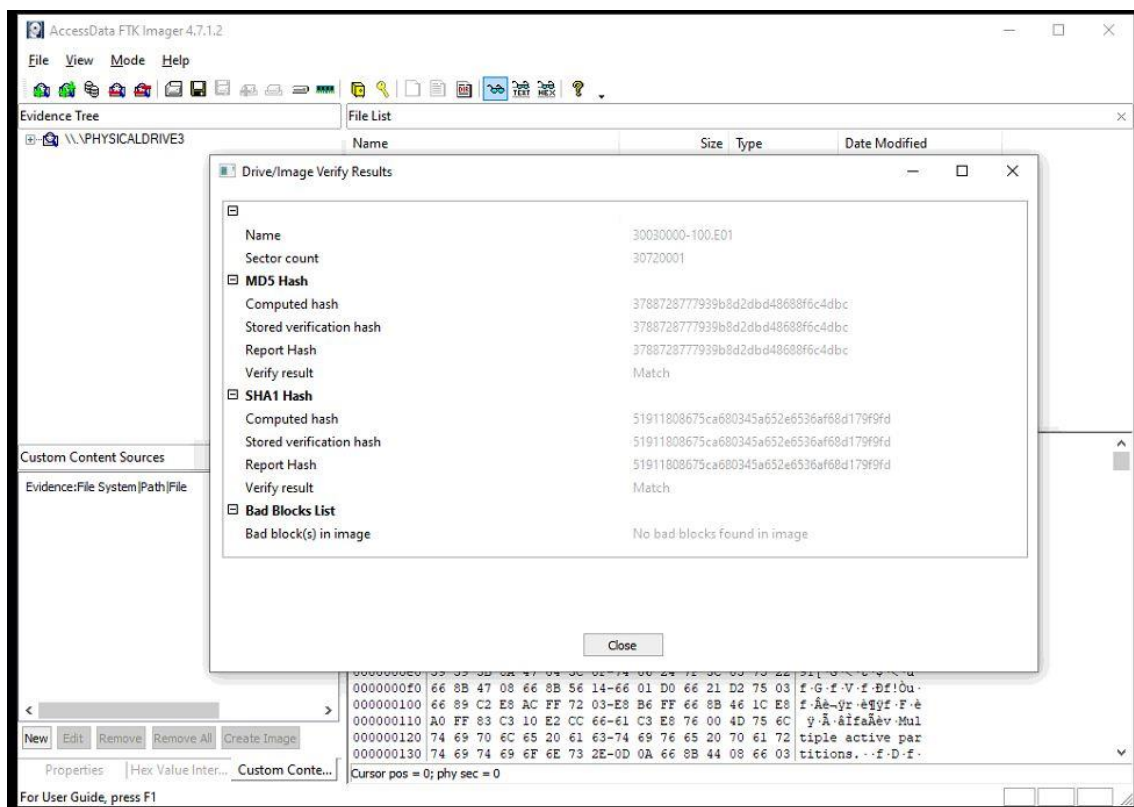 AccessData FTK Imager 4.7.1.2
File View Mode Help
Evidence Tree
File List
\\.\PHYSICALDRIVE3
Name Size Type Date Modified
Drive/Image Verify Results
Name 30030000-100.E01
Sector count 30720001
MD5 Hash
Computed hash 3788728777939b8d2dbd48688f6c4dbc
Stored verification hash 3788728777939b8d2dbd48688f6c4dbc
Report Hash 3788728777939b8d2dbd48688f6c4dbc
Verify result Match
SHA1 Hash
Computed hash 51911808675ca680345a652e6536af68d179f9fd
Stored verification hash 51911808675ca680345a652e6536af68d179f9fd
Report Hash 51911808675ca680345a652e6536af68d179f9fd
Verify result Match
Bad Blocks List
Bad block(s) in image No bad blocks found in image
Close
Custom Content Sources
Evidence:File System|Path|File
New Edit Remove Remove All Create Image
Properties Hex Value Inter... Custom Conte...
0000000f0 66 8B 47 08 66 8B 56 14-66 01 D0 66 21 D2 75 03 f·G·f·V·f·Ðf!Òu·
000000100 66 89 C2 E8 AC FF 72 03-E8 B6 FF 66 8B 46 1C E8 f·Âè¬ÿr·è¶ÿf·F·è
000000110 A0 FF 83 C3 10 E2 CC 66-61 C3 E8 76 00 4D 75 6C ÿ·Ã·âÌfaÃèv·Mul
000000120 74 69 70 6C 65 20 61 63-74 69 76 65 20 70 61 72 tiple active par
000000130 74 69 74 69 6F 6E 73 2E-0D 0A 66 8B 44 08 66 03 titions.··f·D·f·
Cursor pos = 0; phy sec = 0
For User Guide, press F1